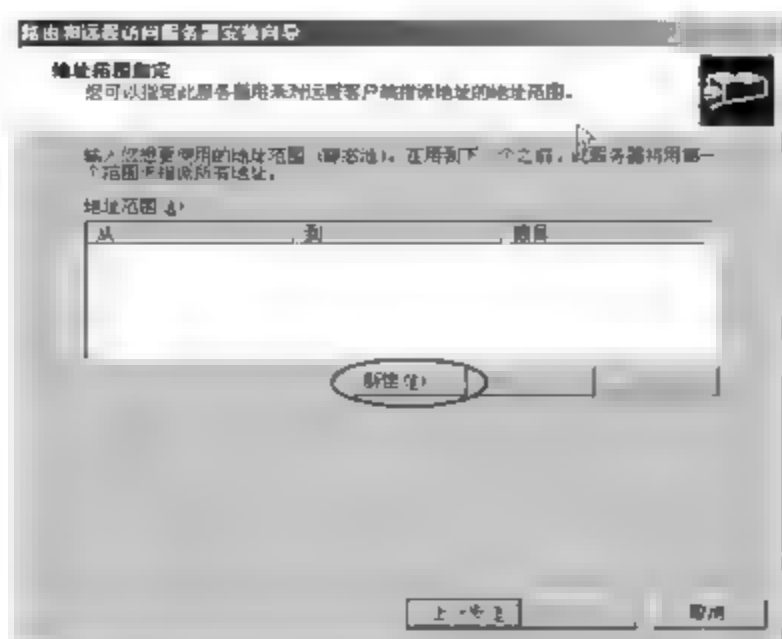 路由和远程访问服务器安装向导
地址范围指定
您可以指定此服务器用来对远程客户端指派地址的地址范围。
输入您想要使用的地址范围(静态池)。在用到下一个之前，此服务器将用第一
个范围去指派所有地址。
地址范围(A):
从 到 数目
新建(N)
上一步(B) 取消